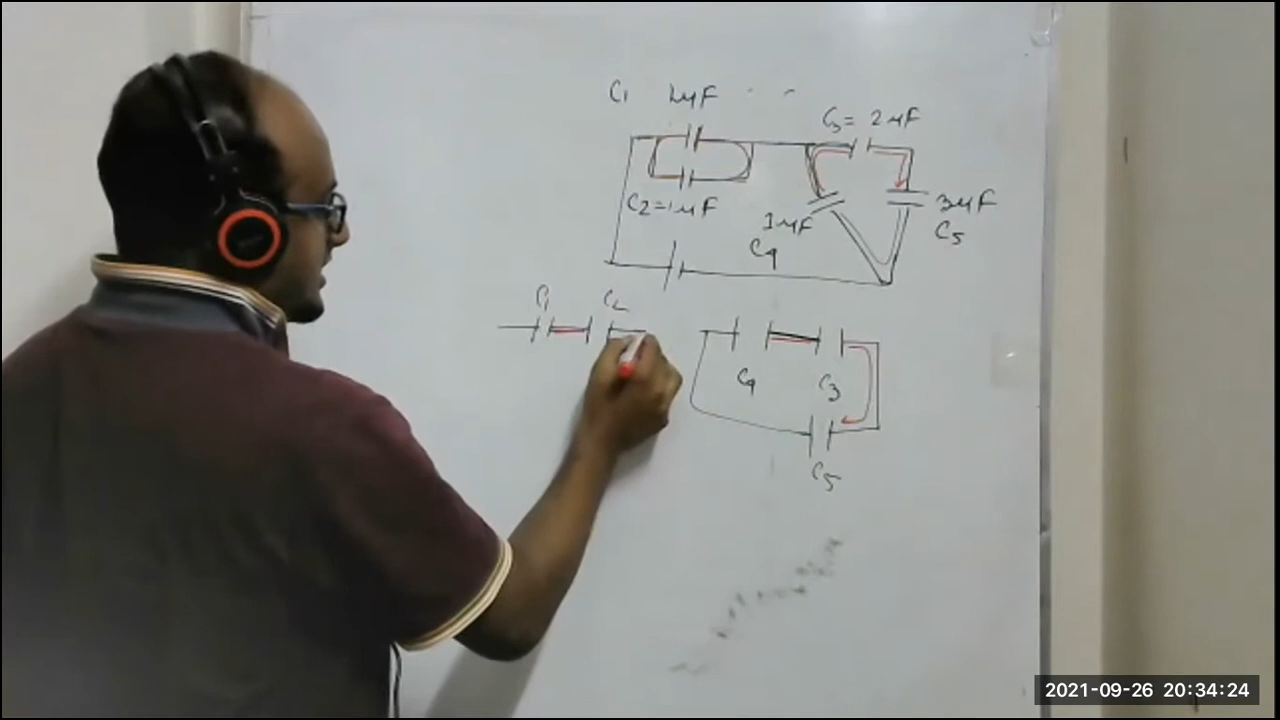 C1 1μF
C3 = 2μF
C2 = 1μF
3μF
C5
1μF
C4
C1 C2
C4 C3
C5
2021-09-26 20:34:24